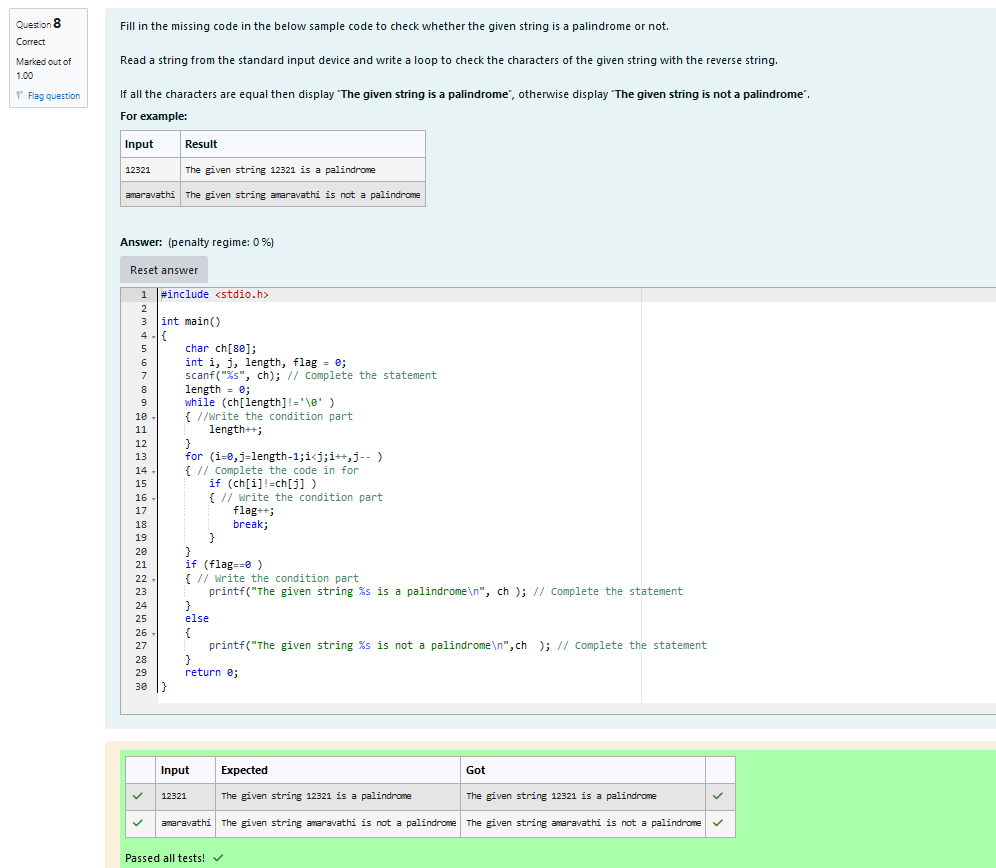 Question 8
Correct
Marked out of
1.00
Flag question
Fill in the missing code in the below sample code to check whether the given string is a palindrome or not.
Read a string from the standard input device and write a loop to check the characters of the given string with the reverse string.
If all the characters are equal then display "The given string is a palindrome", otherwise display "The given string is not a palindrome".
For example:
Input Result
12321 The given string 12321 is a palindrome
amaravathi The given string amaravathi is not a palindrome
Answer: (penalty regime: 0 %)
Reset answer
1 #include <stdio.h>
2
3 int main()
4 {
5     char ch[80];
6     int i, j, length, flag = 0;
7     scanf("%s", ch); // Complete the statement
8     length = 0;
9     while (ch[length]!='\0' )
10     { //Write the condition part
11         length++;
12     }
13     for (i=0,j=length-1;i<j;i++,j-- )
14     { // Complete the code in for
15         if (ch[i]!=ch[j] )
16         { // Write the condition part
17             flag++;
18             break;
19         }
20     }
21     if (flag==0 )
22     { // Write the condition part
23         printf("The given string %s is a palindrome\n", ch ); // Complete the statement
24     }
25     else
26     {
27         printf("The given string %s is not a palindrome\n",ch  ); // Complete the statement
28     }
29     return 0;
30 }
Input Expected Got
12321 The given string 12321 is a palindrome The given string 12321 is a palindrome
amaravathi The given string amaravathi is not a palindrome The given string amaravathi is not a palindrome
Passed all tests!